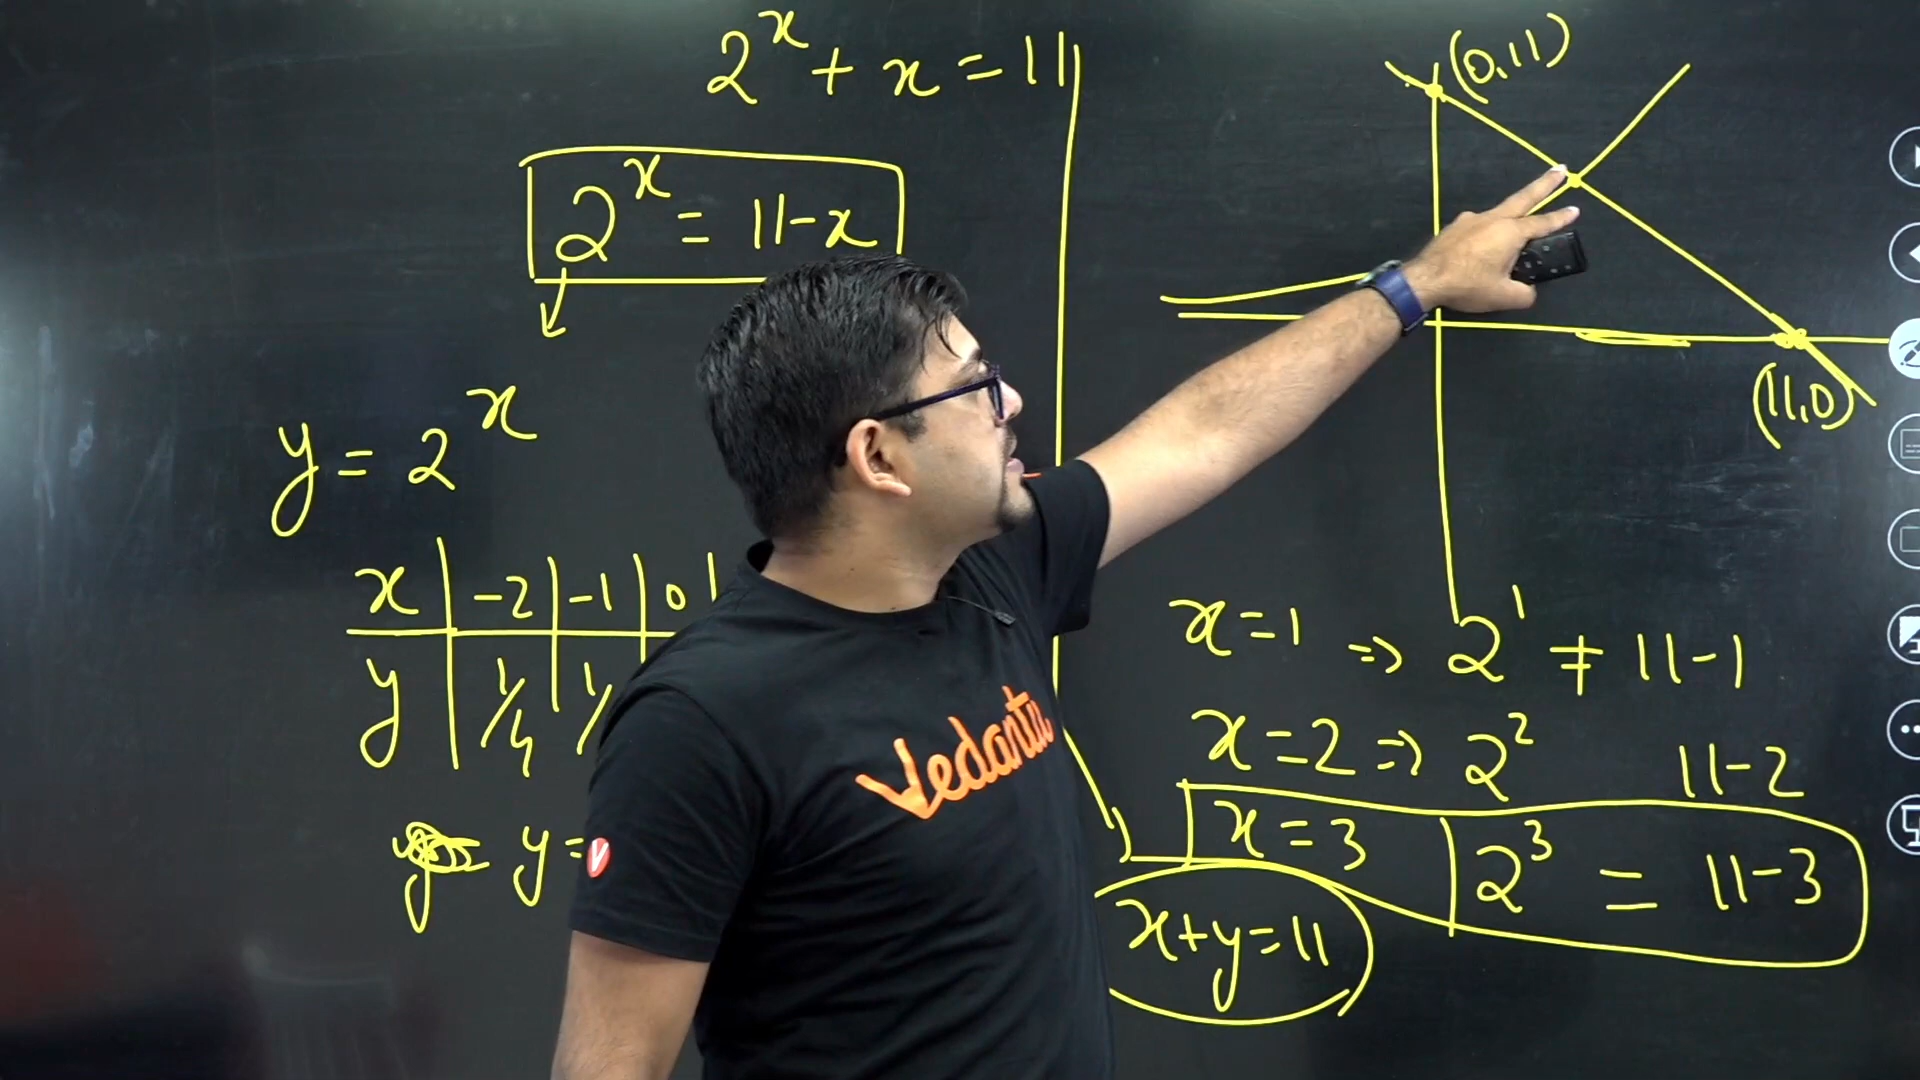 2^x + x = 11
2^x = 11-x
y = 2^x
x | -2 | -1 | 0
y | 1/4 | 1/
y =
(0,11)
(11,0)
x=1 => 2^1 ≠ 11-1
x=2 => 2^2 11-2
x=3 | 2^3 = 11-3
x+y=11
Vedantu
V